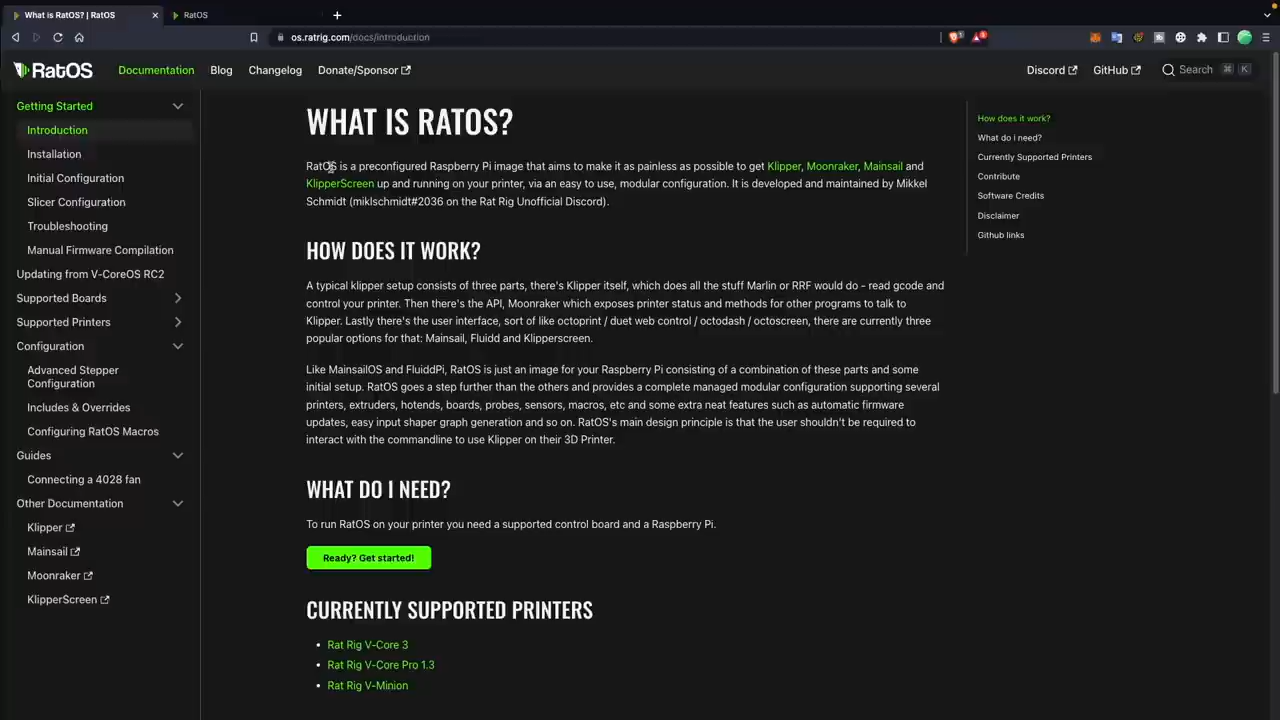 What is RatOS? | RatOS
RatOS
os.ratrig.com/docs/introduction
RatOS
Documentation
Blog
Changelog
Donate/Sponsor
Discord
GitHub
Search
⌘
K
Getting Started
Introduction
Installation
Initial Configuration
Slicer Configuration
Troubleshooting
Manual Firmware Compilation
Updating from V-CoreOS RC2
Supported Boards
Supported Printers
Configuration
Advanced Stepper
Configuration
Includes & Overrides
Configuring RatOS Macros
Guides
Connecting a 4028 fan
Other Documentation
Klipper
Mainsail
Moonraker
KlipperScreen
WHAT IS RATOS?
RatOS is a preconfigured Raspberry Pi image that aims to make it as painless as possible to get Klipper, Moonraker, Mainsail and
KlipperScreen up and running on your printer, via an easy to use, modular configuration. It is developed and maintained by Mikkel
Schmidt (miklschmidt#2036 on the Rat Rig Unofficial Discord).
HOW DOES IT WORK?
A typical klipper setup consists of three parts, there's Klipper itself, which does all the stuff Marlin or RRF would do - read gcode and
control your printer. Then there's the API, Moonraker which exposes printer status and methods for other programs to talk to
Klipper. Lastly there's the user interface, sort of like octoprint / duet web control / octodash / octoscreen, there are currently three
popular options for that: Mainsail, Fluidd and Klipperscreen.
Like MainsailOS and FluiddPi, RatOS is just an image for your Raspberry Pi consisting of a combination of these parts and some
initial setup. RatOS goes a step further than the others and provides a complete managed modular configuration supporting several
printers, extruders, hotends, boards, probes, sensors, macros, etc and some extra neat features such as automatic firmware
updates, easy input shaper graph generation and so on. RatOS's main design principle is that the user shouldn't be required to
interact with the commandline to use Klipper on their 3D Printer.
WHAT DO I NEED?
To run RatOS on your printer you need a supported control board and a Raspberry Pi.
Ready? Get started!
CURRENTLY SUPPORTED PRINTERS
• Rat Rig V-Core 3
• Rat Rig V-Core Pro 1.3
• Rat Rig V-Minion
How does it work?
What do i need?
Currently Supported Printers
Contribute
Software Credits
Disclaimer
Github links